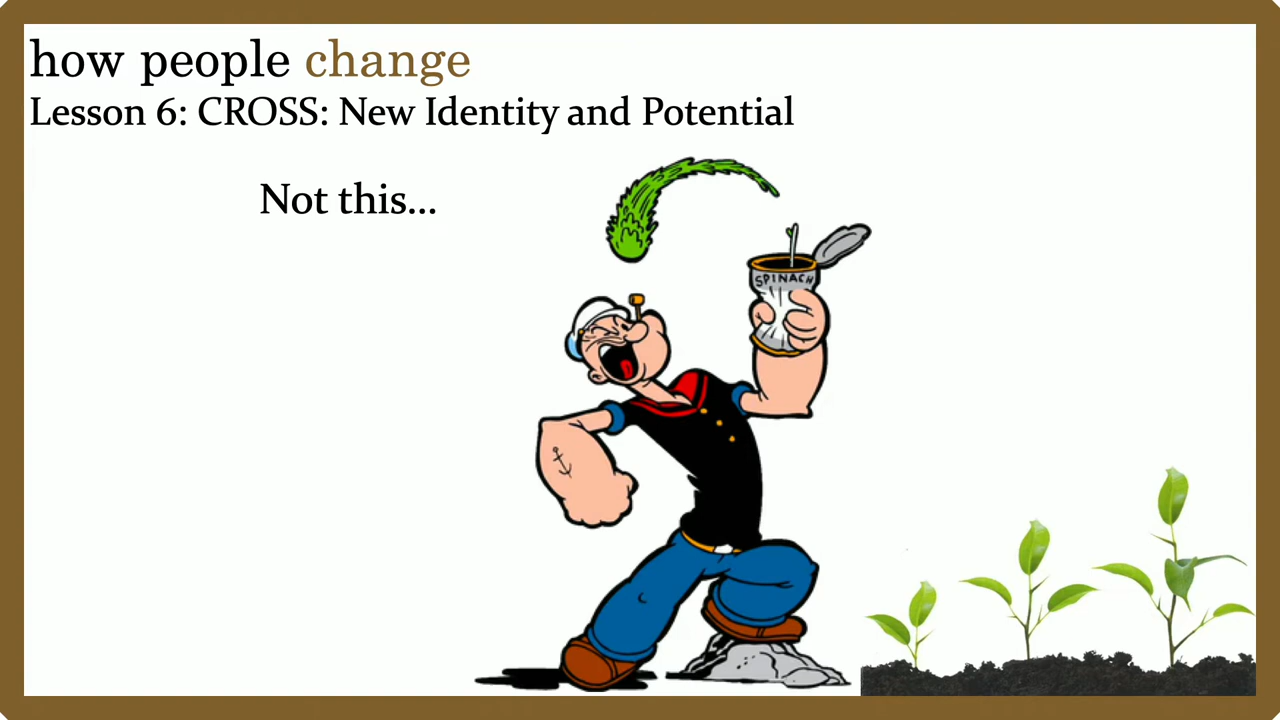 how people change
Lesson 6: CROSS: New Identity and Potential
Not this...
SPINACH